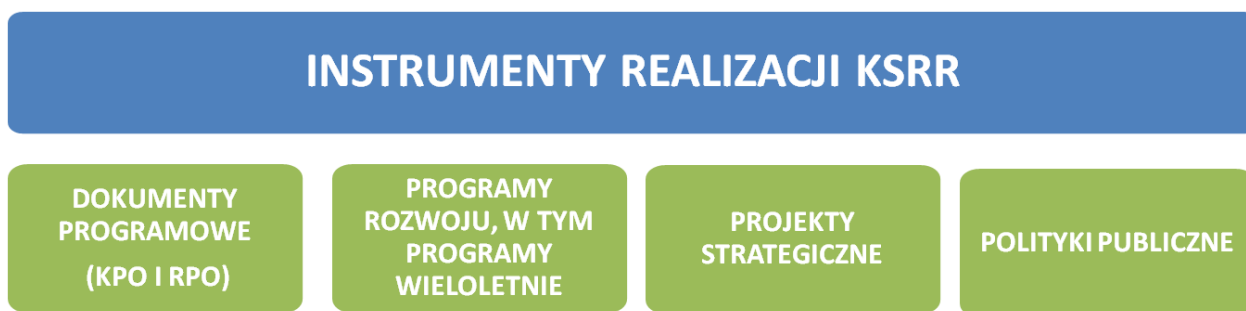 INSTRUMENTY REALIZACJI KSRR
DOKUMENTY
PROGRAMOWE
(KPO I RPO)
PROGRAMY
ROZWOJU, W TYM
PROGRAMY
WIELOLETNIE
PROJEKTY
STRATEGICZNE
POLITYKI PUBLICZNE